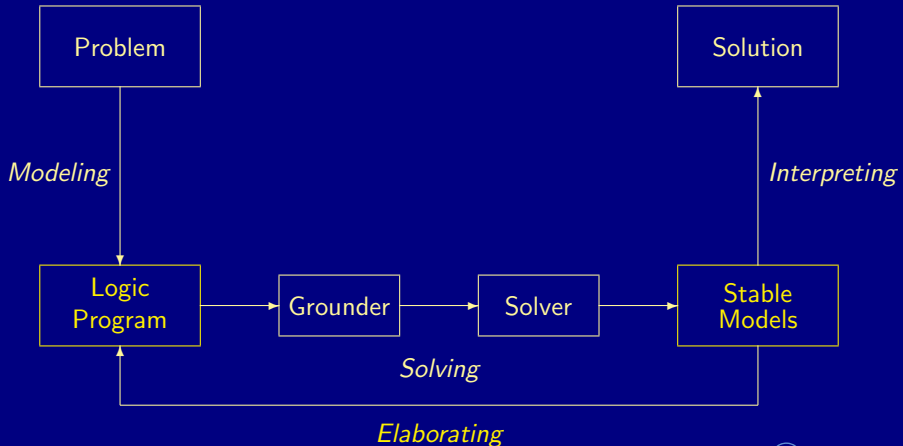 Problem
Solution
Modeling
Interpreting
Logic
Program
Grounder
Solver
Stable
Models
Solving
Elaborating